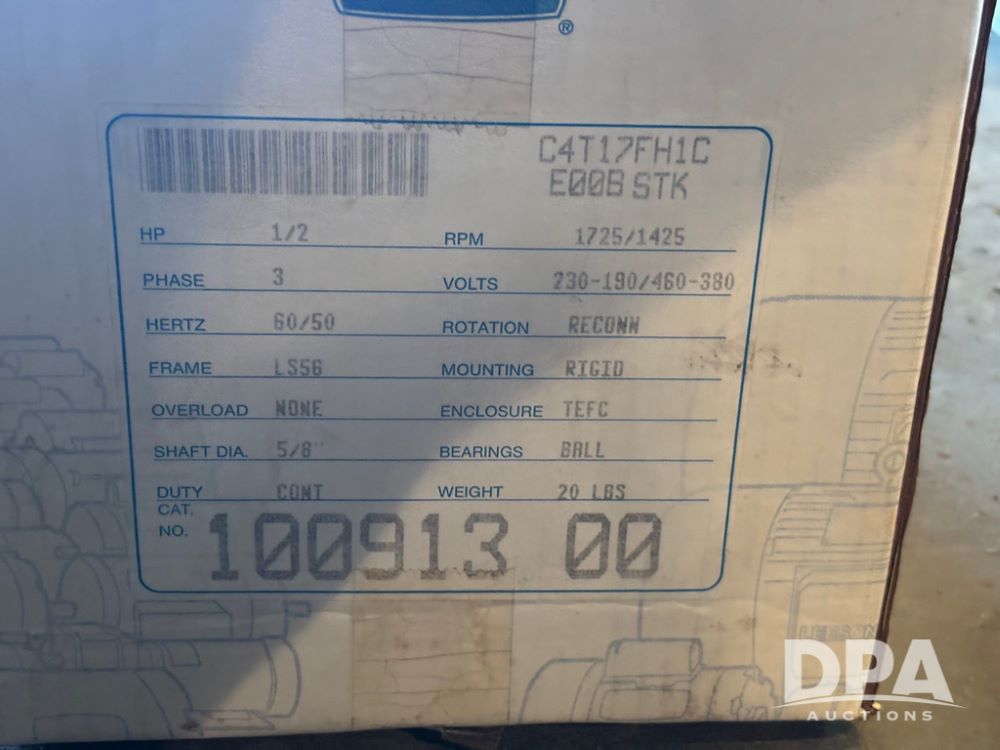 ®
C4T17FH1C
E00B STK
HP 1/2 RPM 1725/1425
PHASE 3 VOLTS 230-190/460-380
HERTZ 60/50 ROTATION RECONN
FRAME LS56 MOUNTING RIGID
OVERLOAD NONE ENCLOSURE TEFC
SHAFT DIA. 5/8" BEARINGS BALL
DUTY CONT WEIGHT 20 LBS
CAT.
NO. 100913 00
LEESON
DPA
AUCTIONS